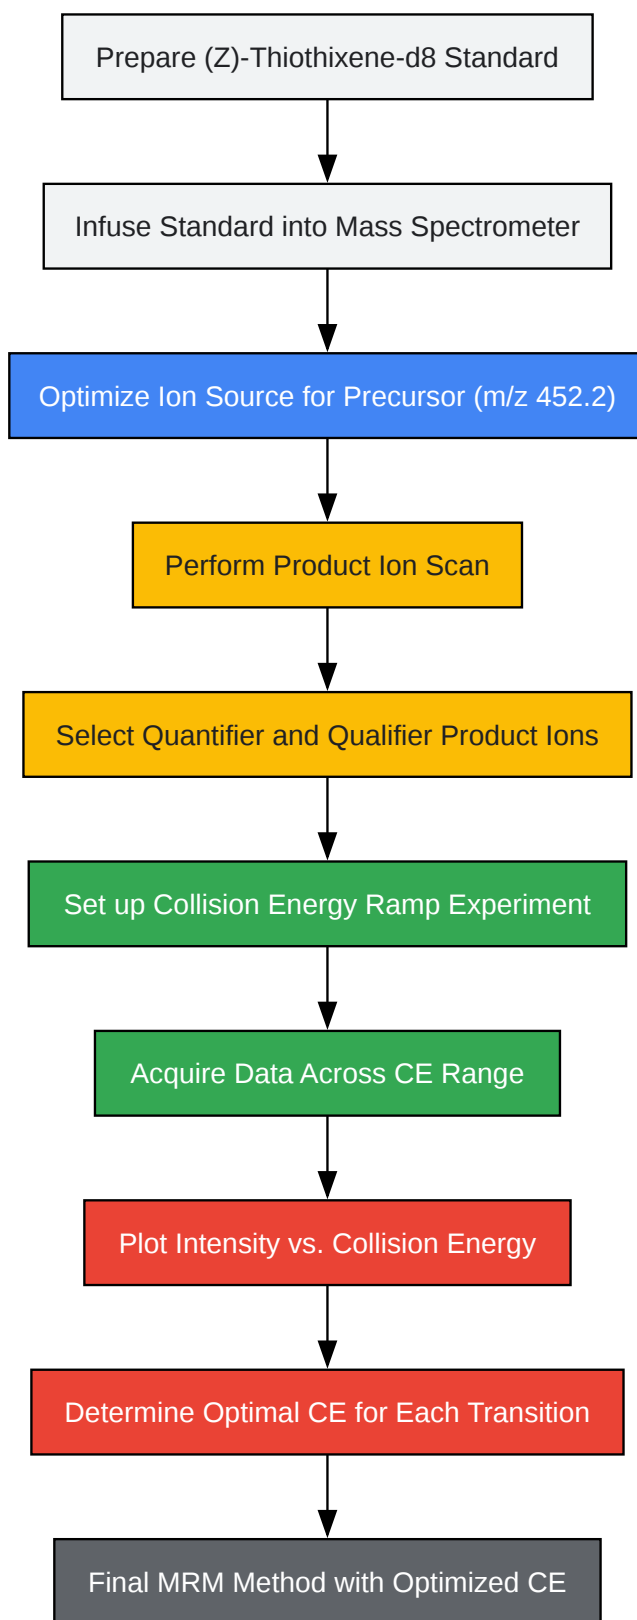 Prepare (Z)-Thiothixene-d8 Standard
Infuse Standard into Mass Spectrometer
Optimize Ion Source for Precursor (m/z 452.2)
Perform Product Ion Scan
Select Quantifier and Qualifier Product Ions
Set up Collision Energy Ramp Experiment
Acquire Data Across CE Range
Plot Intensity vs. Collision Energy
Determine Optimal CE for Each Transition
Final MRM Method with Optimized CE